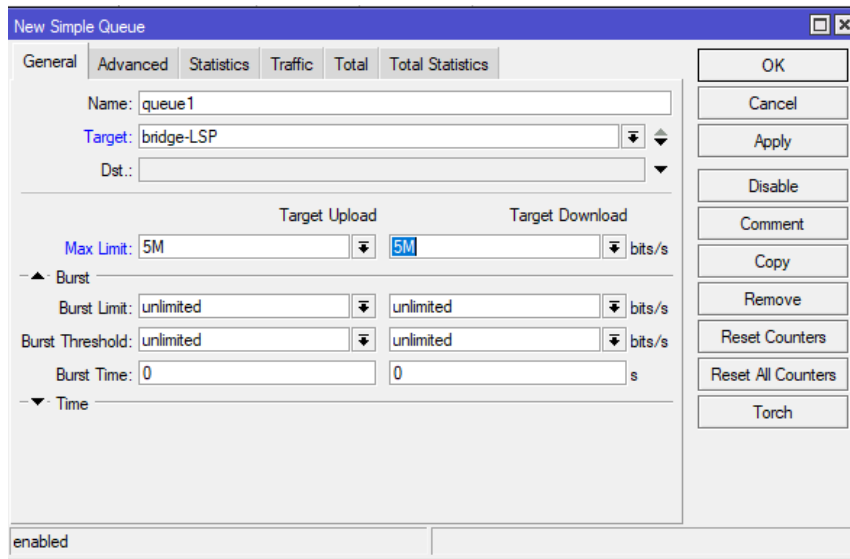 New Simple Queue
General Advanced Statistics Traffic Total Total Statistics
OK
Name: queue1
Cancel
Target: bridge-LSP
Apply
Dst.:
Disable
Target Upload Target Download
Comment
Max Limit: 5M 5M bits/s
Copy
Burst
Burst Limit: unlimited unlimited bits/s
Remove
Burst Threshold: unlimited unlimited bits/s
Reset Counters
Burst Time: 0 0 s
Reset All Counters
Time
Torch
enabled